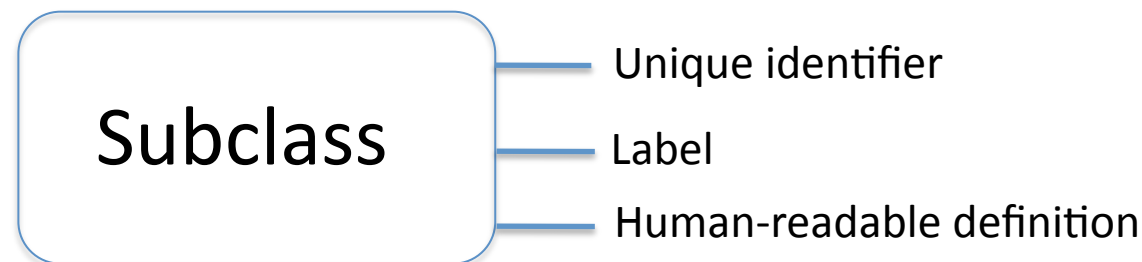 Subclass
Unique identifier
Label
Human-readable definition